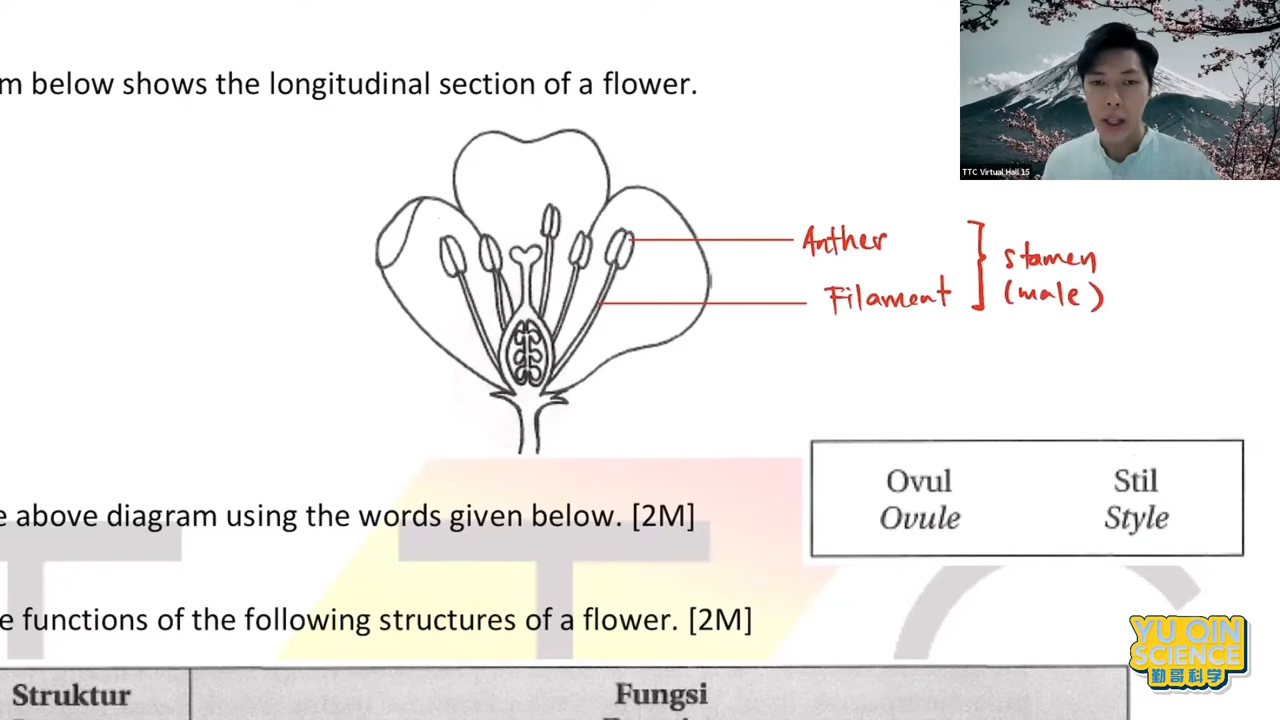 m below shows the longitudinal section of a flower.
TTC Virtual Hall 15
Anther
Filament
stamen
(male)
Ovul Stil
Ovule Style
e above diagram using the words given below. [2M]
e functions of the following structures of a flower. [2M]
YU QIN
SCIENCE
勤哥科学
Struktur Fungsi